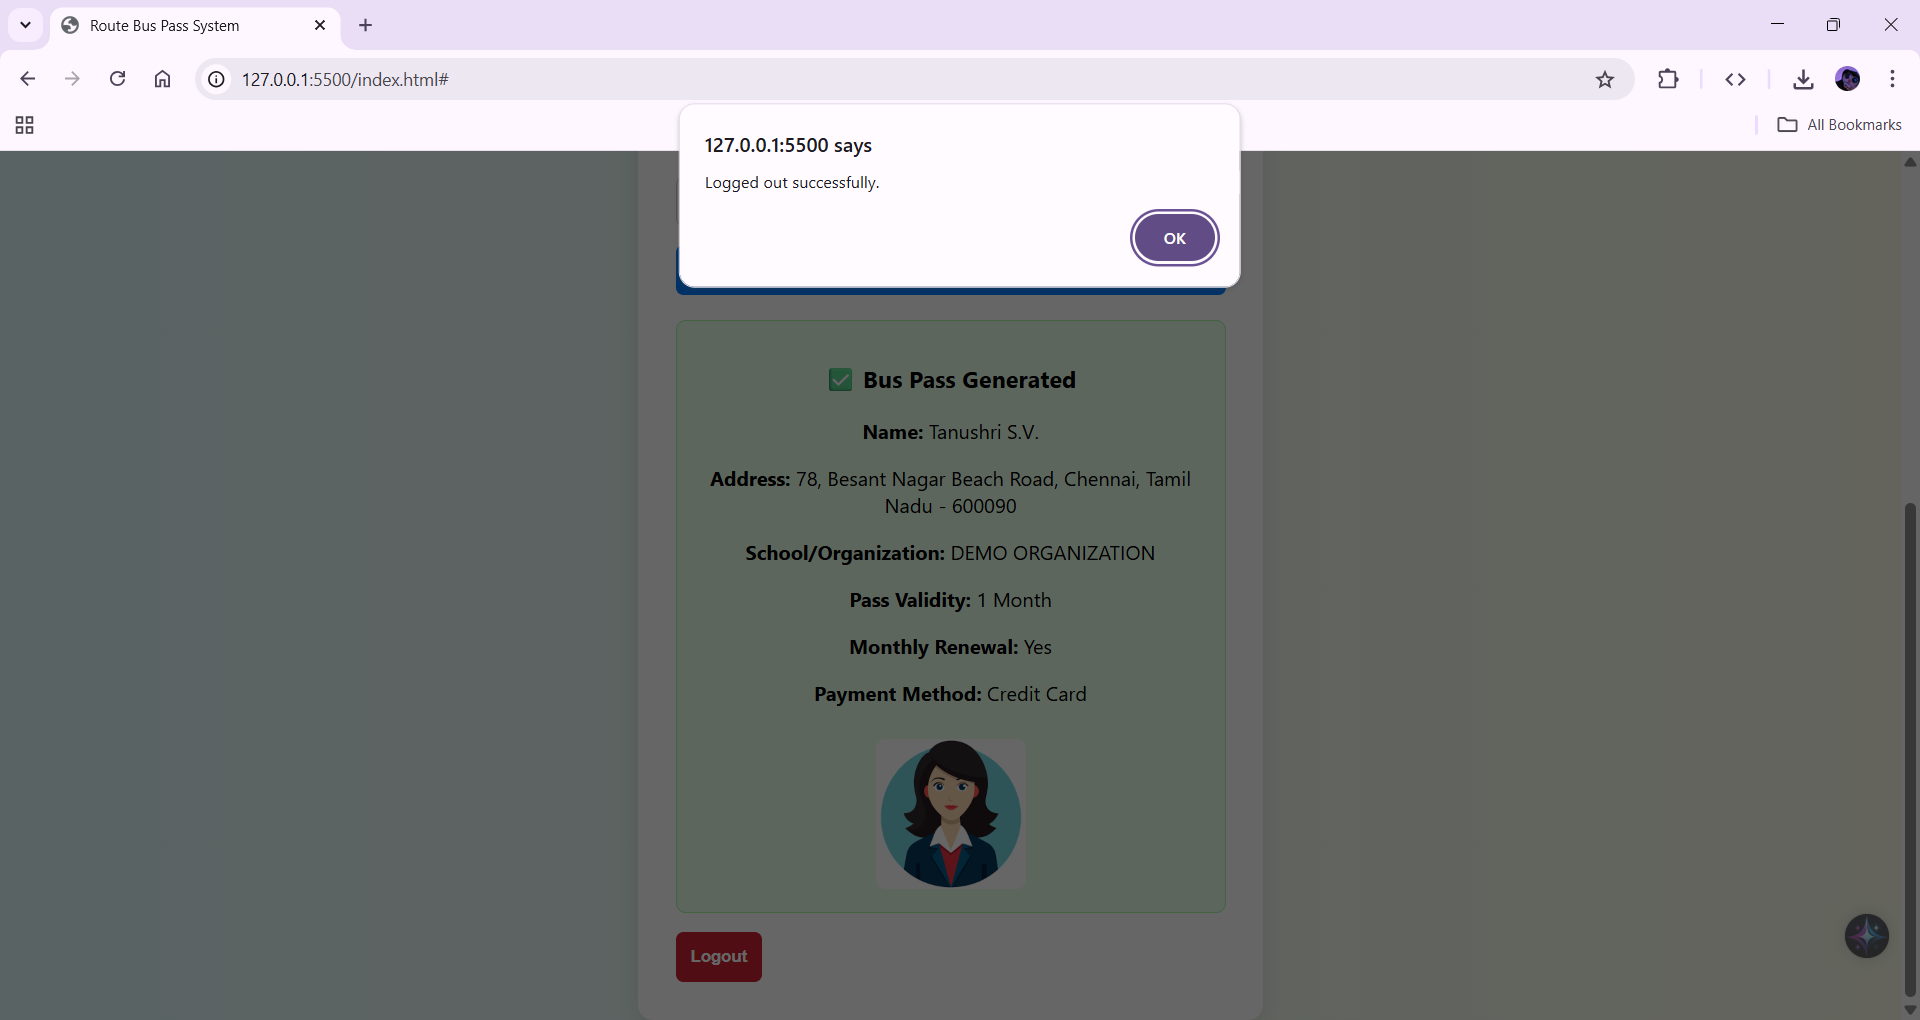 Route Bus Pass System
127.0.0.1:5500/index.html#
All Bookmarks
127.0.0.1:5500 says
Logged out successfully.
OK
✅ Bus Pass Generated
Name: Tanushri S.V.
Address: 78, Besant Nagar Beach Road, Chennai, Tamil
Nadu - 600090
School/Organization: DEMO ORGANIZATION
Pass Validity: 1 Month
Monthly Renewal: Yes
Payment Method: Credit Card
Logout